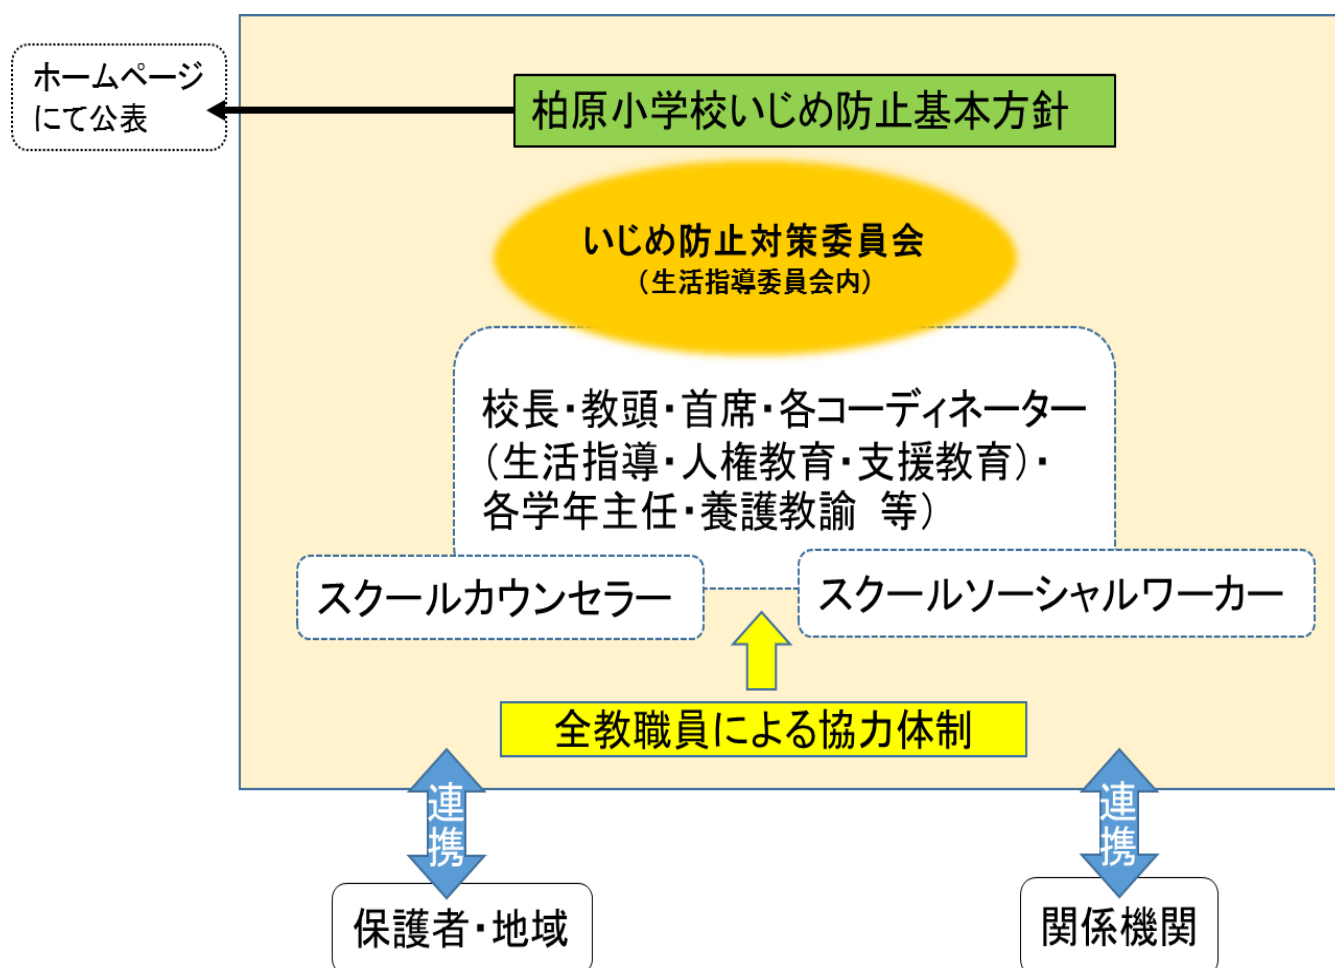 ホームページ
にて公表
柏原小学校いじめ防止基本方針
いじめ防止対策委員会
（生活指導委員会内）
校長・教頭・首席・各コーディネーター
（生活指導・人権教育・支援教育）・
各学年主任・養護教諭 等）
スクールカウンセラー
スクールソーシャルワーカー
全教職員による協力体制
連携
連携
保護者・地域
関係機関